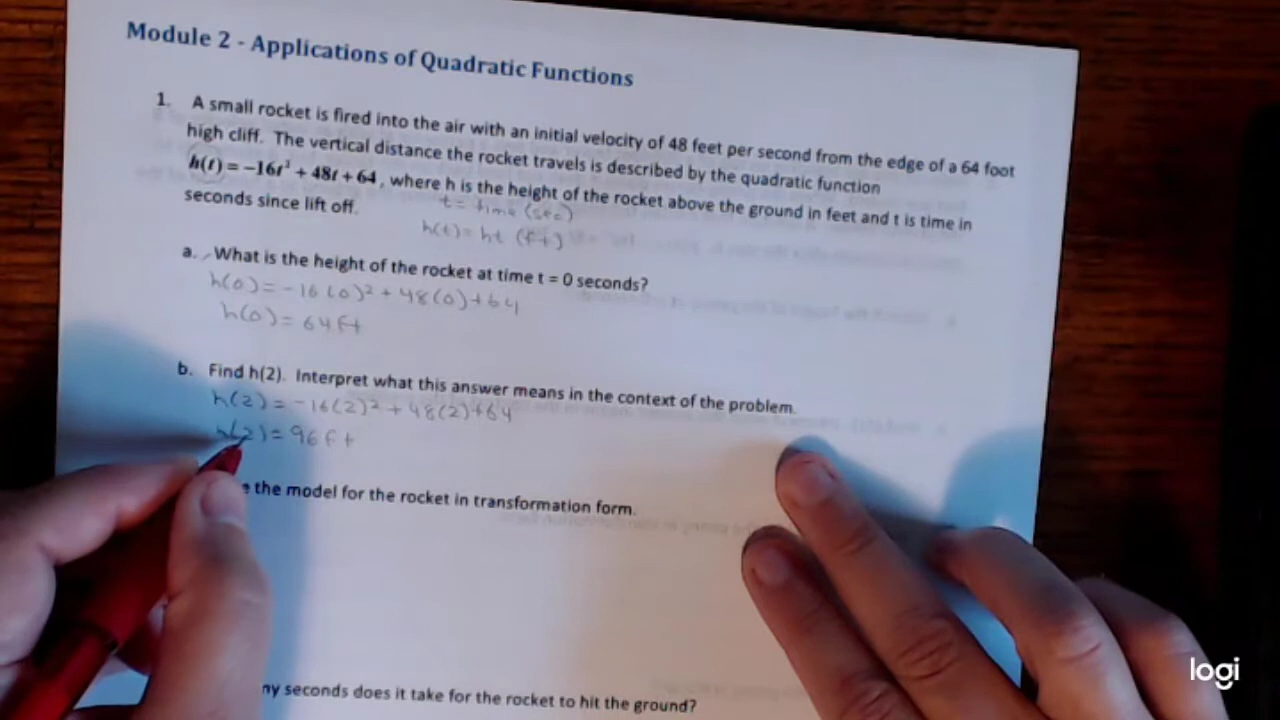 Module 2 - Applications of Quadratic Functions
1. A small rocket is fired into the air with an initial velocity of 48 feet per second from the edge of a 64 foot
high cliff. The vertical distance the rocket travels is described by the quadratic function
h(t) = -16t² + 48t + 64, where h is the height of the rocket above the ground in feet and t is time in
seconds since lift off.
t = time (sec)
h(t) = ht (ft)
a. What is the height of the rocket at time t = 0 seconds?
h(0) = -16(0)² + 48(0) + 64
h(0) = 64 ft
b. Find h(2). Interpret what this answer means in the context of the problem.
h(2) = -16(2)² + 48(2) + 64
h(2) = 96 ft
the model for the rocket in transformation form.
seconds does it take for the rocket to hit the ground?
logi